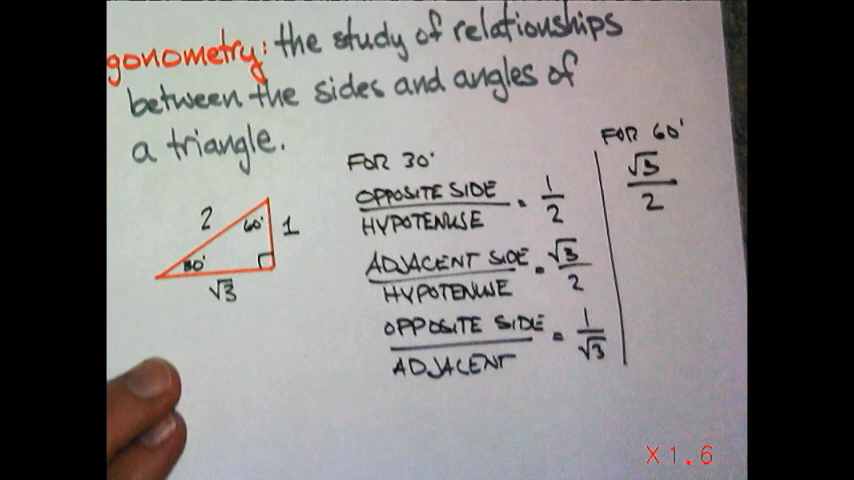 gonometry: the study of relationships
between the sides and angles of
a triangle.
FOR 30°
OPPOSITE SIDE / HYPOTENUSE = 1/2
ADJACENT SIDE / HYPOTENUSE = √3/2
OPPOSITE SIDE / ADJACENT = 1/√3
FOR 60°
√3/2
2
60°
1
30°
√3
X1.6